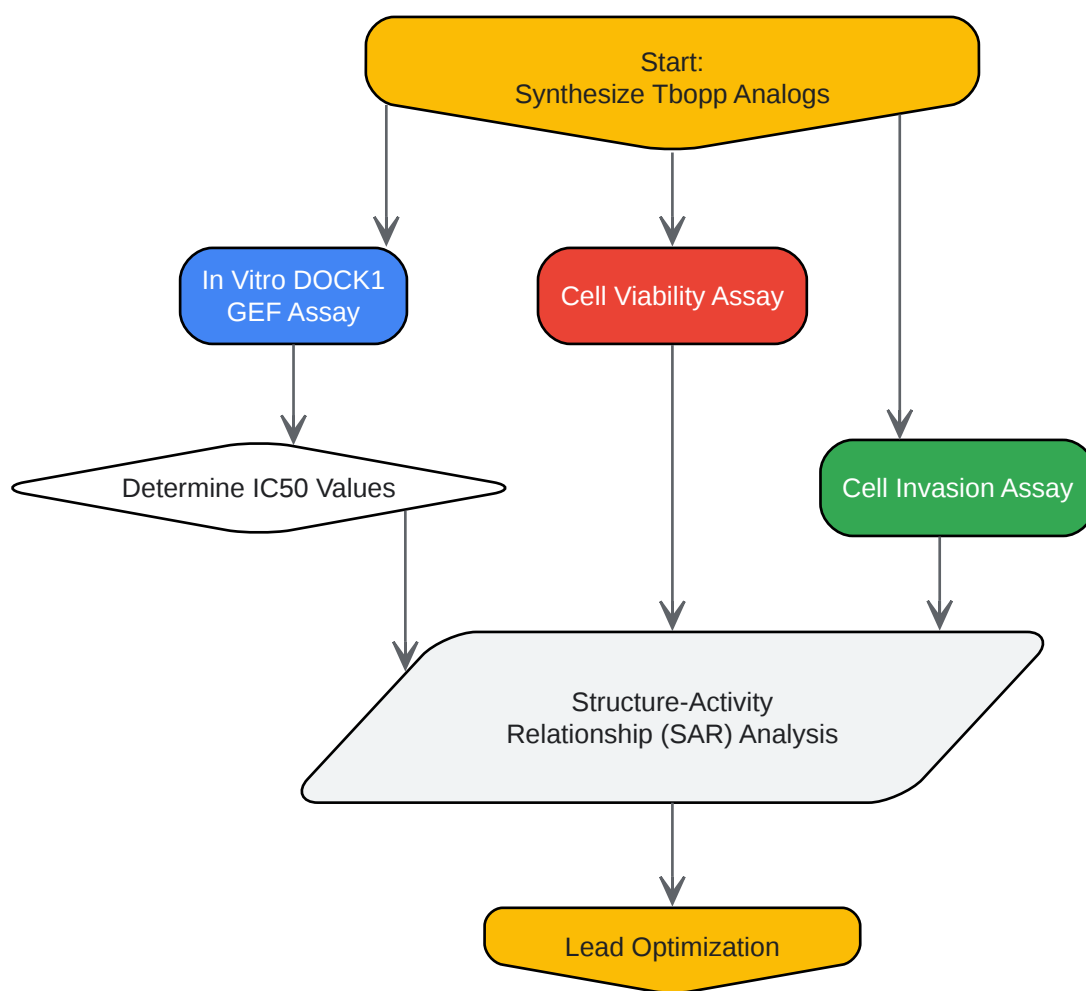 Start:
Synthesize Tbopp Analogs
In Vitro DOCK1
GEF Assay
Cell Viability Assay
Determine IC50 Values
Cell Invasion Assay
Structure-Activity
Relationship (SAR) Analysis
Lead Optimization